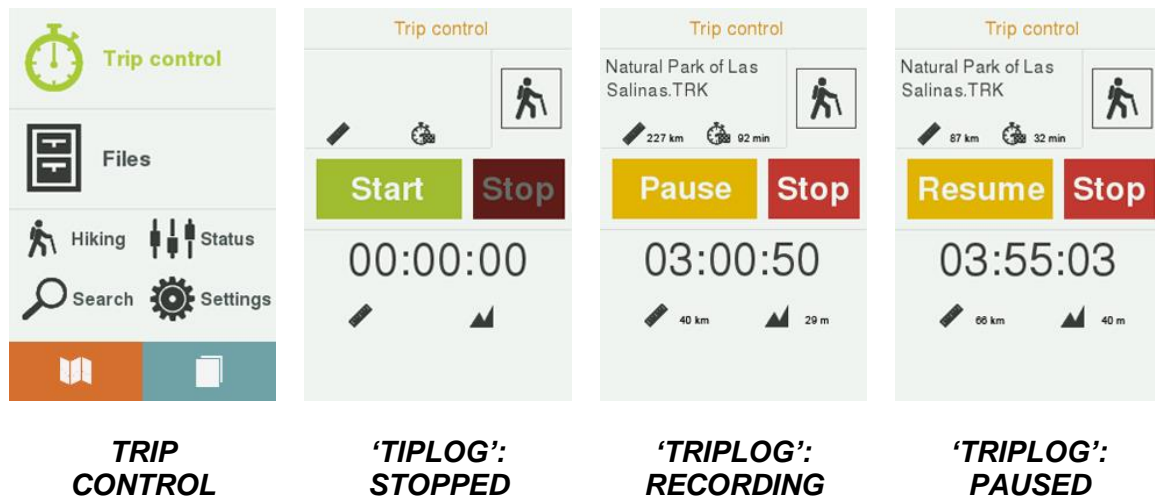 Trip control
Files
Hiking
Status
Search
Settings
TRIP
CONTROL
Trip control
Start
Stop
00:00:00
‘TIPLOG’:
STOPPED
Trip control
Natural Park of Las
Salinas.TRK
227 km
92 min
Pause
Stop
03:00:50
40 km
29 m
‘TRIPLOG’:
RECORDING
Trip control
Natural Park of Las
Salinas.TRK
87 km
32 min
Resume
Stop
03:55:03
66 km
40 m
‘TRIPLOG’:
PAUSED